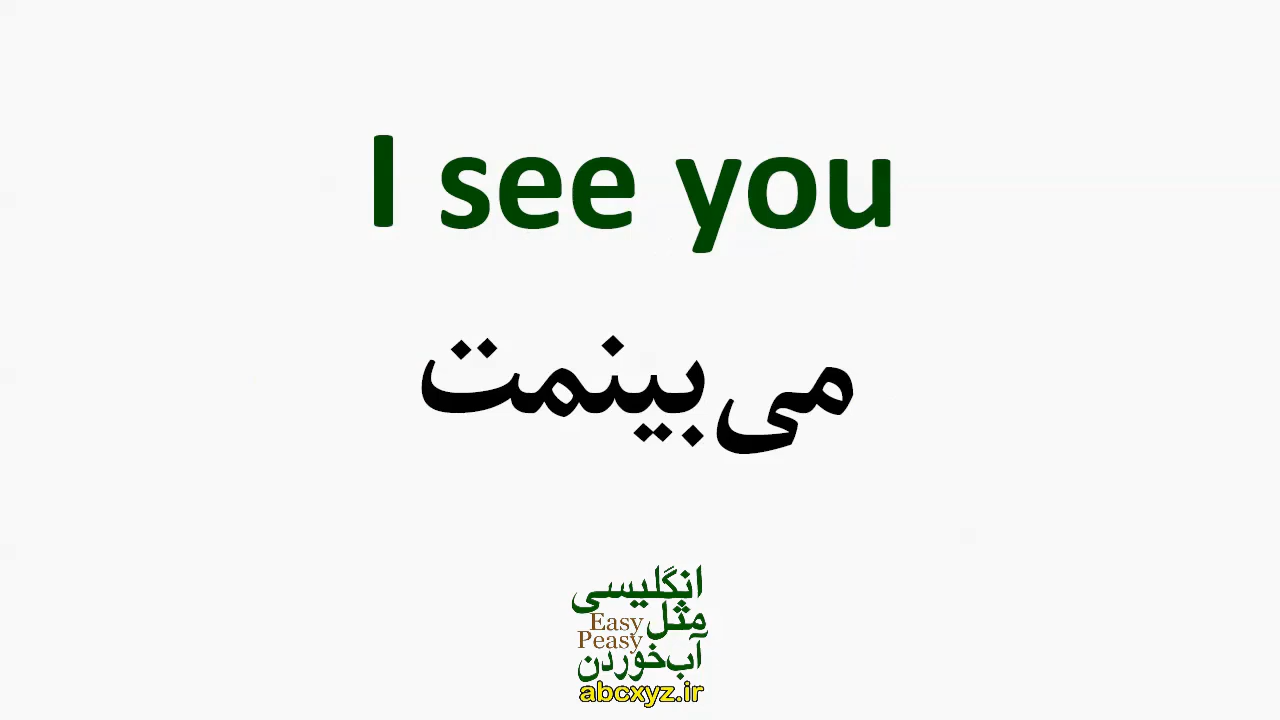 I see you
می‌بینمت
انگلیسی
مثل Easy
Peasy
آب‌خوردن
abcxyz.ir